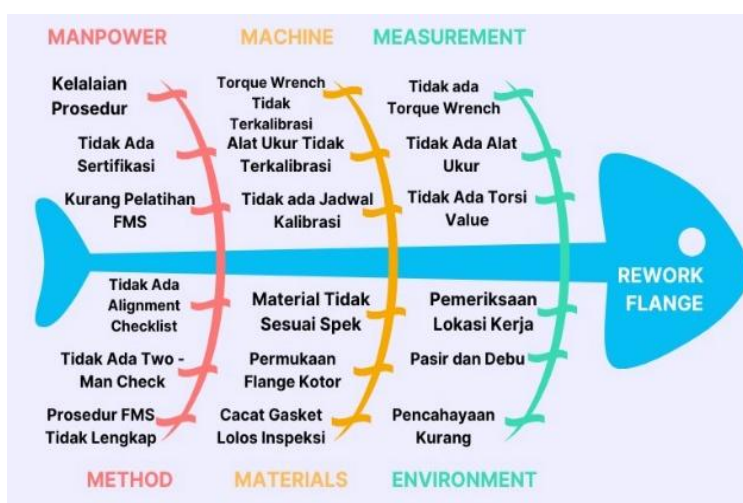 MANPOWER
MACHINE
MEASUREMENT
Kelalaian
Prosedur
Tidak Ada
Sertifikasi
Kurang Pelatihan
FMS
Torque Wrench
Tidak
Terkalibrasi
Alat Ukur Tidak
Terkalibrasi
Tidak ada Jadwal
Kalibrasi
Tidak ada
Torque Wrench
Tidak Ada Alat
Ukur
Tidak Ada Torsi
Value
REWORK
FLANGE
Tidak Ada
Alignment
Checklist
Tidak Ada Two -
Man Check
Prosedur FMS
Tidak Lengkap
Material Tidak
Sesuai Spek
Permukaan
Flange Kotor
Cacat Gasket
Lolos Inspeksi
Pemeriksaan
Lokasi Kerja
Pasir dan Debu
Pencahayaan
Kurang
METHOD
MATERIALS
ENVIRONMENT